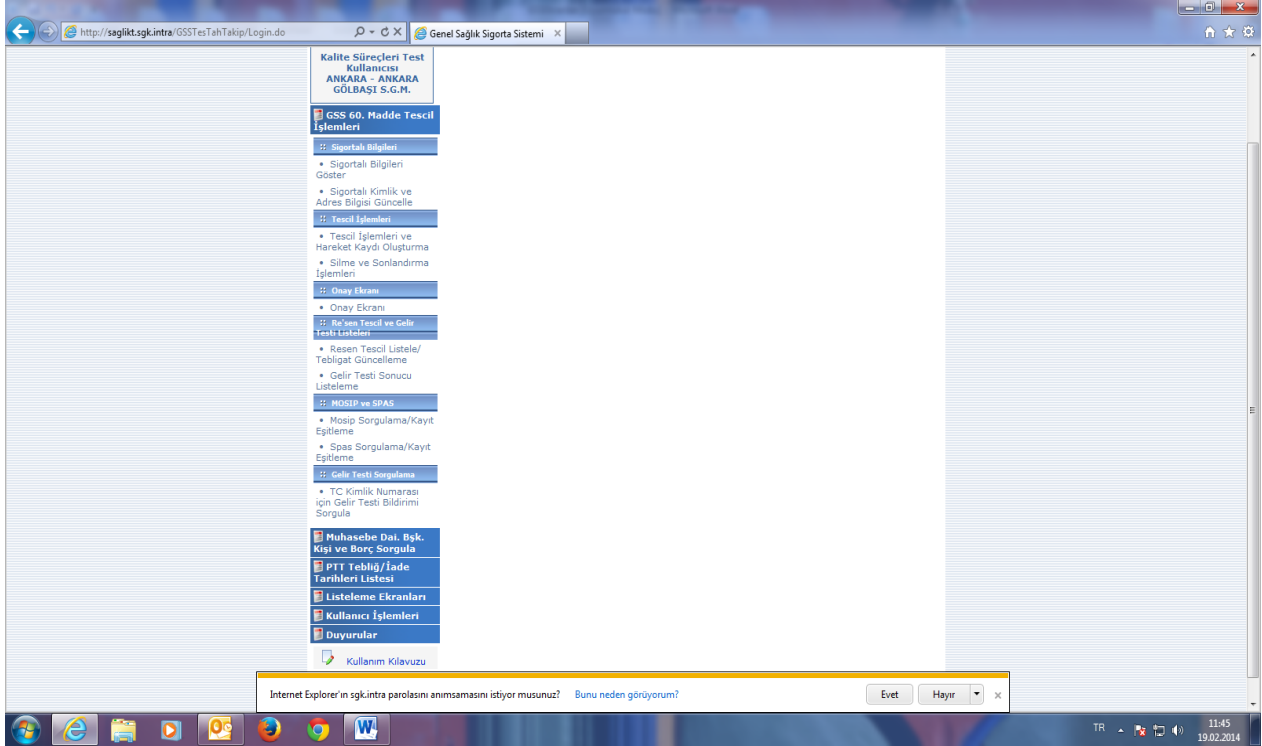 http://saglikt.sgk.intra/GSSTesTahTakip/Login.do
Genel Sağlık Sigorta Sistemi
Kalite Süreçleri Test
Kullanıcısı
ANKARA - ANKARA
GÖLBAŞI S.G.M.
GSS 60. Madde Tescil
İşlemleri
Sigortalı Bilgileri
• Sigortalı Bilgileri
Göster
• Sigortalı Kimlik ve
Adres Bilgisi Güncelle
Tescil İşlemleri
• Tescil İşlemleri ve
Hareket Kaydı Oluşturma
• Silme ve Sonlandırma
İşlemleri
Onay Ekranı
• Onay Ekranı
Re'sen Tescil ve Gelir
Testi Listeleri
• Resen Tescil Listele/
Tebligat Güncelleme
• Gelir Testi Sonucu
Listeleme
MOSIP ve SPAS
• Mosip Sorgulama/Kayıt
Eşitleme
• Spas Sorgulama/Kayıt
Eşitleme
Gelir Testi Sorgulama
• TC Kimlik Numarası
için Gelir Testi Bildirimi
Sorgula
Muhasebe Dai. Bşk.
Kişi ve Borç Sorgula
PTT Tebliğ/İade
Tarihleri Listesi
Listeleme Ekranları
Kullanıcı İşlemleri
Duyurular
Kullanım Kılavuzu
Internet Explorer'ın sgk.intra parolasını anımsamasını istiyor musunuz? Bunu neden görüyorum? Evet Hayır
TR 11:45
19.02.2014